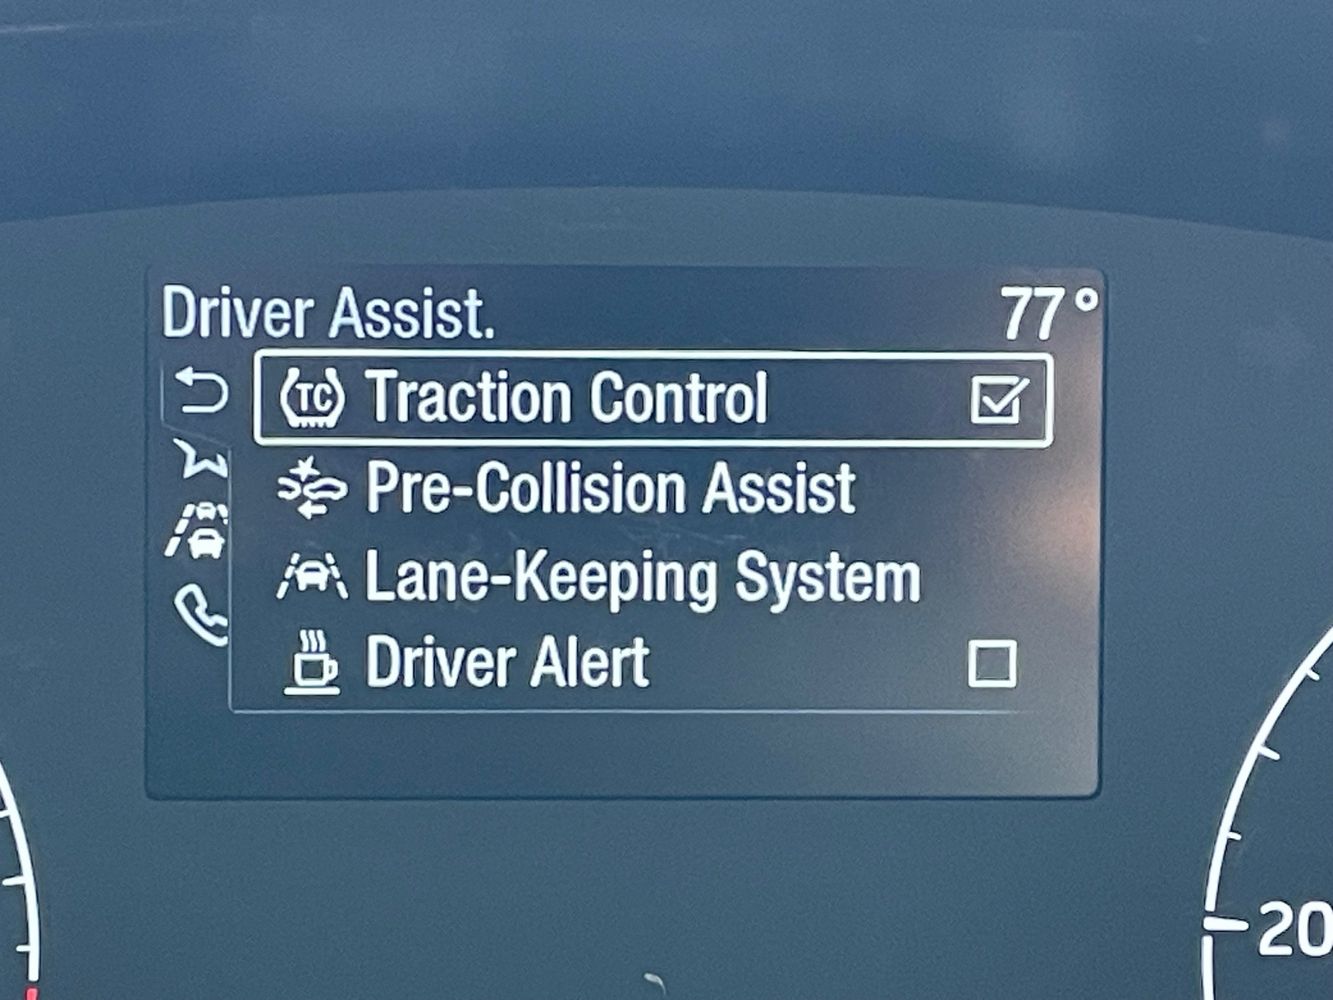 Driver Assist.
77°
TC Traction Control
Pre-Collision Assist
Lane-Keeping System
Driver Alert
20